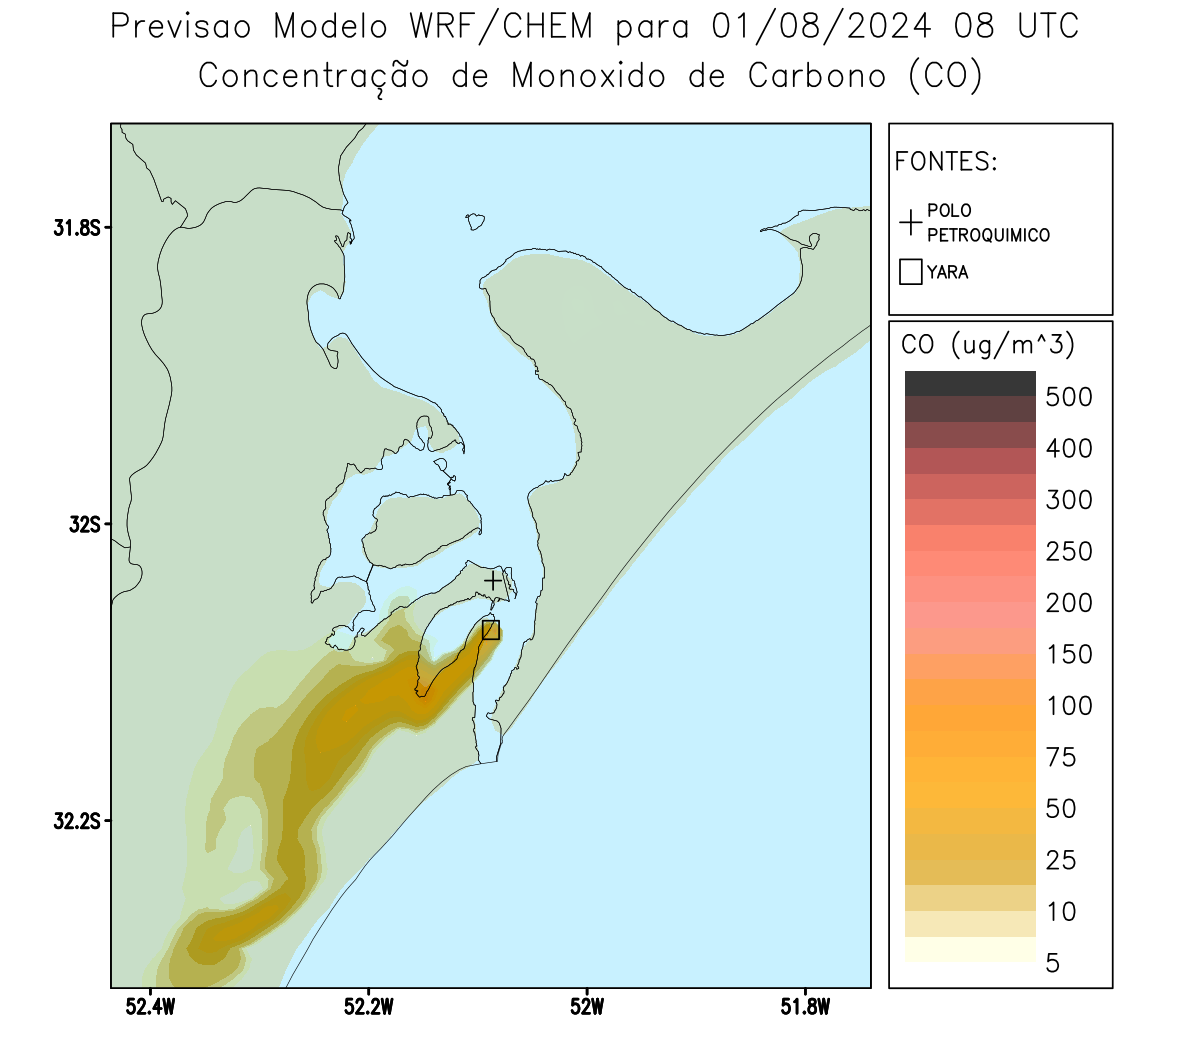 Previsao Modelo WRF/CHEM para 01/08/2024 08 UTC
Concentração de Monoxido de Carbono (CO)
FONTES:
POLO
PETROQUIMICO
YARA
CO (ug/m^3)
500
400
300
250
200
150
100
75
50
25
10
5
31.8S
32S
32.2S
52.4W
52.2W
52W
51.8W